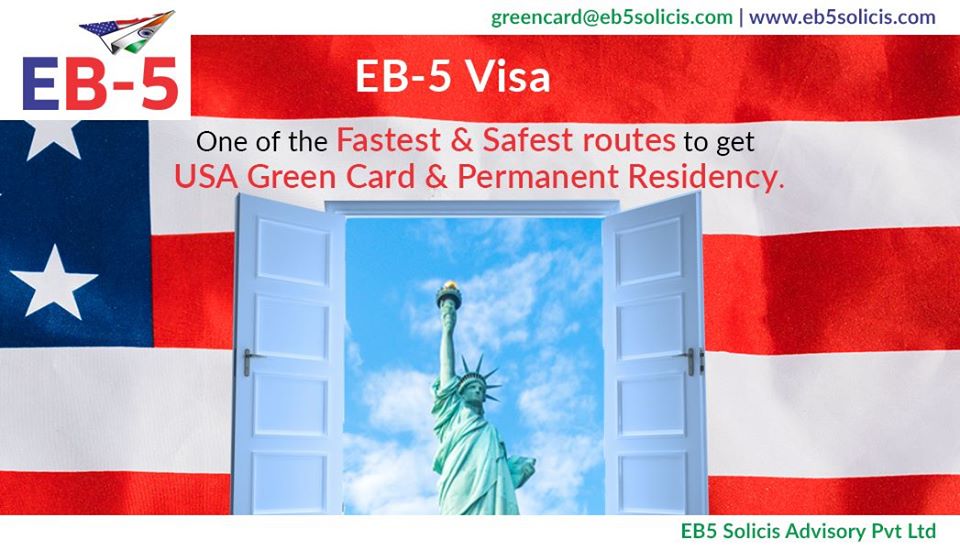 greencard@eb5solicis.com | www.eb5solicis.com
EB-5
EB-5 Visa
One of the Fastest & Safest routes to get
USA Green Card & Permanent Residency.
EB5 Solicis Advisory Pvt Ltd